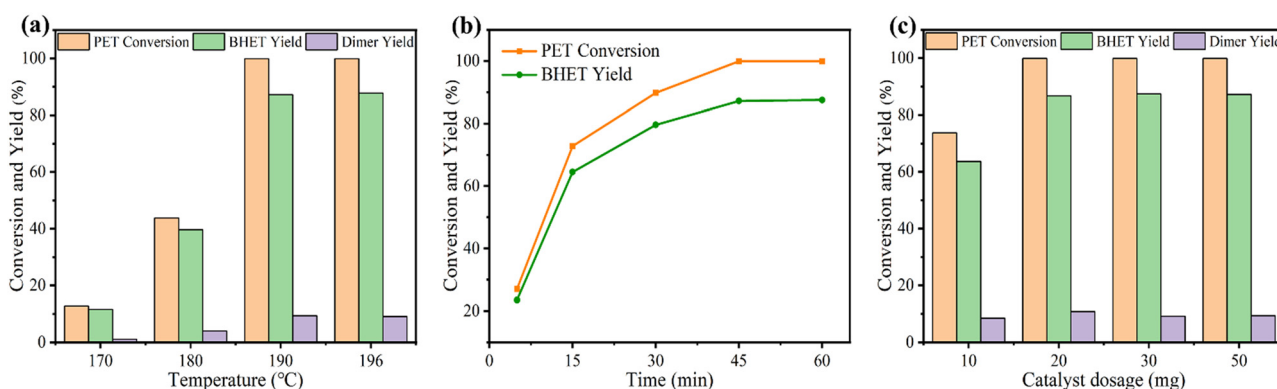 (a)
PET Conversion BHET Yield Dimer Yield
Conversion and Yield (%)
100
80
60
40
20
0
170 180 190 196
Temperature (℃)
(b)
PET Conversion
BHET Yield
Conversion and Yield (%)
100
80
60
40
20
0 15 30 45 60
Time (min)
(c)
PET Conversion BHET Yield Dimer Yield
Conversion and Yield (%)
100
80
60
40
20
0
10 20 30 50
Catalyst dosage (mg)